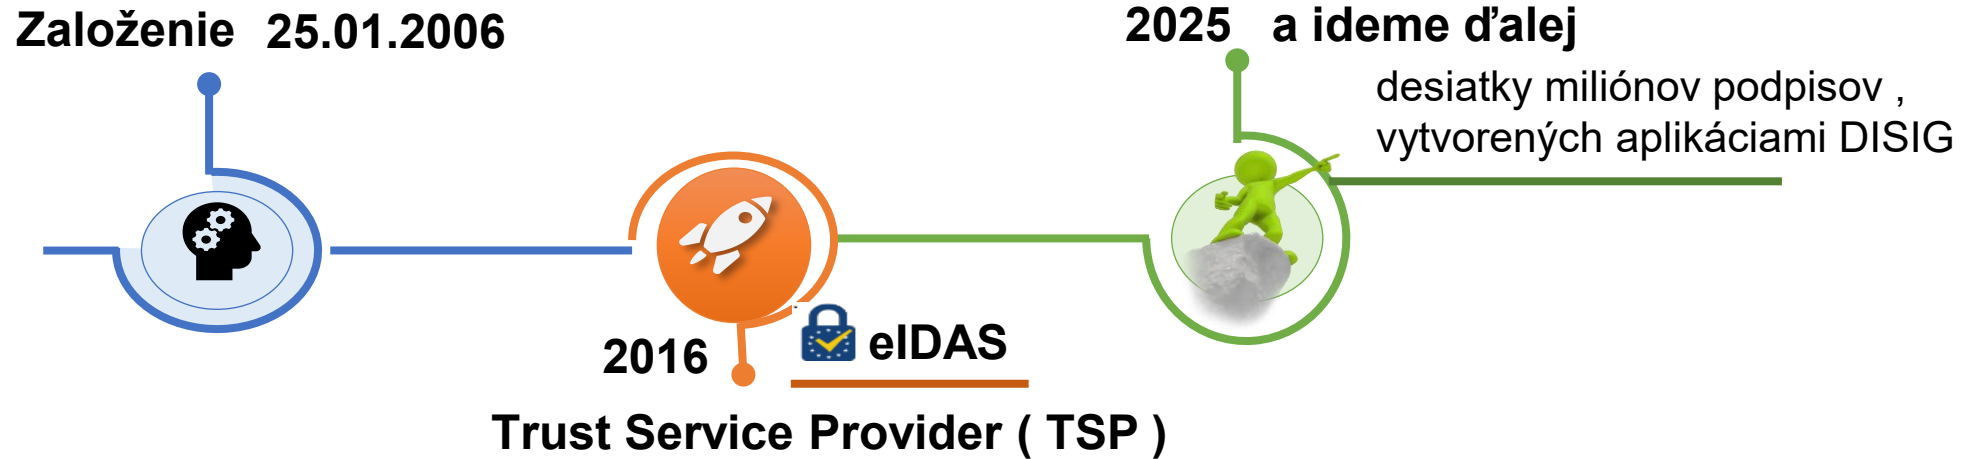 Založenie 25.01.2006
2025 a ideme ďalej
desiatky miliónov podpisov ,
vytvorených aplikáciami DISIG
2016
eIDAS
Trust Service Provider ( TSP )